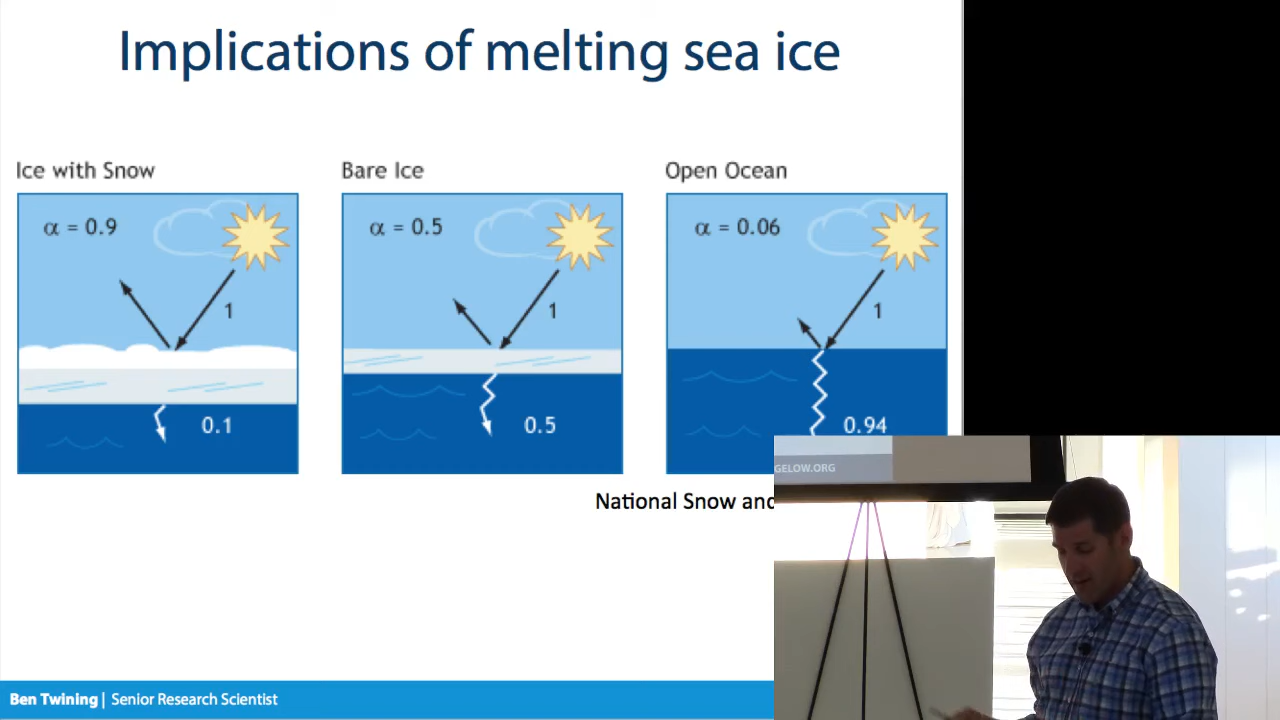 Implications of melting sea ice
Ice with Snow
α = 0.9
1
0.1
Bare Ice
α = 0.5
1
0.5
Open Ocean
α = 0.06
1
0.94
National Snow and
GELOW.ORG
Ben Twining | Senior Research Scientist